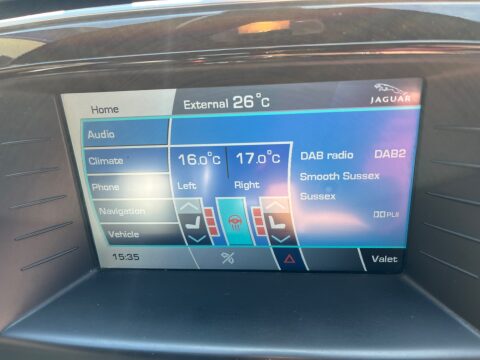 Home
External 26°C
JAGUAR
Audio
Climate
16.0°C
17.0°C
DAB radio DAB2
Phone
Left
Right
Smooth Sussex
Navigation
Sussex
Vehicle
PLII
15:35
Valet